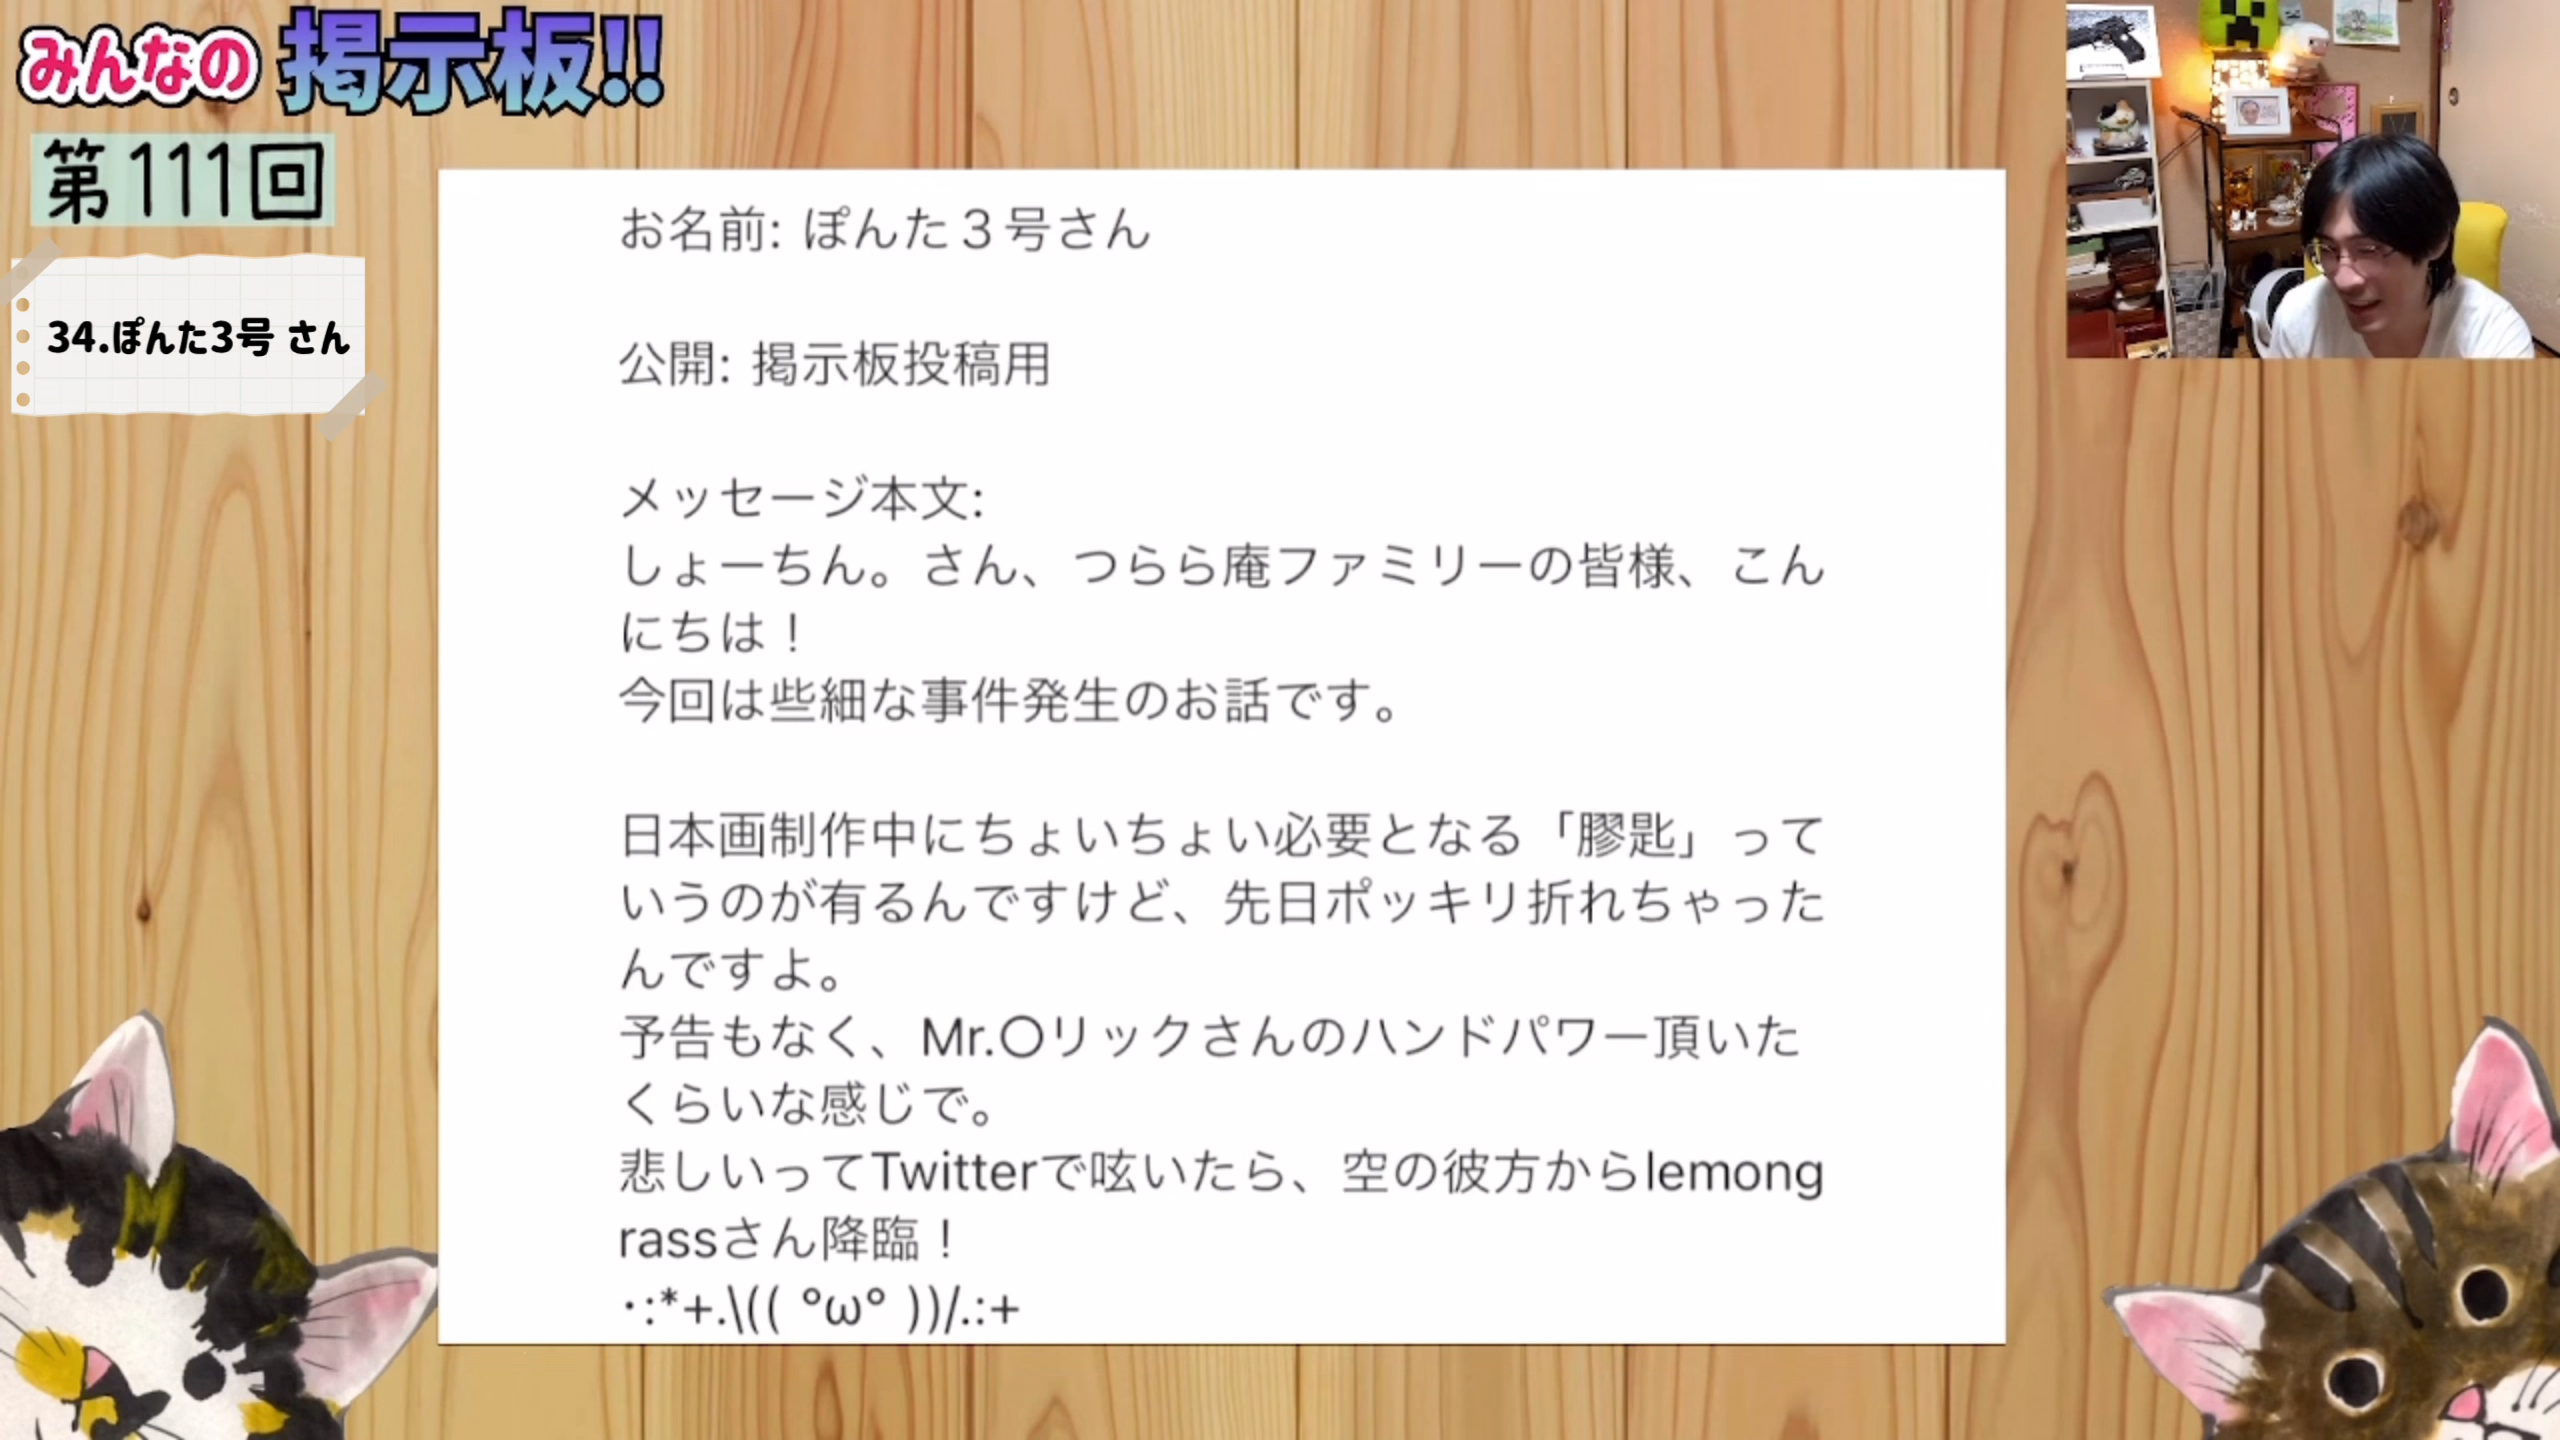 みんなの 掲示板!!
第111回
34.ぽんた3号 さん
お名前: ぽんた３号さん
公開: 掲示板投稿用
メッセージ本文:
しょーちん。さん、つらら庵ファミリーの皆様、こん
にちは！
今回は些細な事件発生のお話です。
日本画制作中にちょいちょい必要となる「膠匙」って
いうのが有るんですけど、先日ポッキリ折れちゃった
んですよ。
予告もなく、Mr.〇リックさんのハンドパワー頂いた
くらいな感じで。
悲しいってTwitterで呟いたら、空の彼方からlemong
rassさん降臨！
･:*+.\(( °ω° ))/.:+